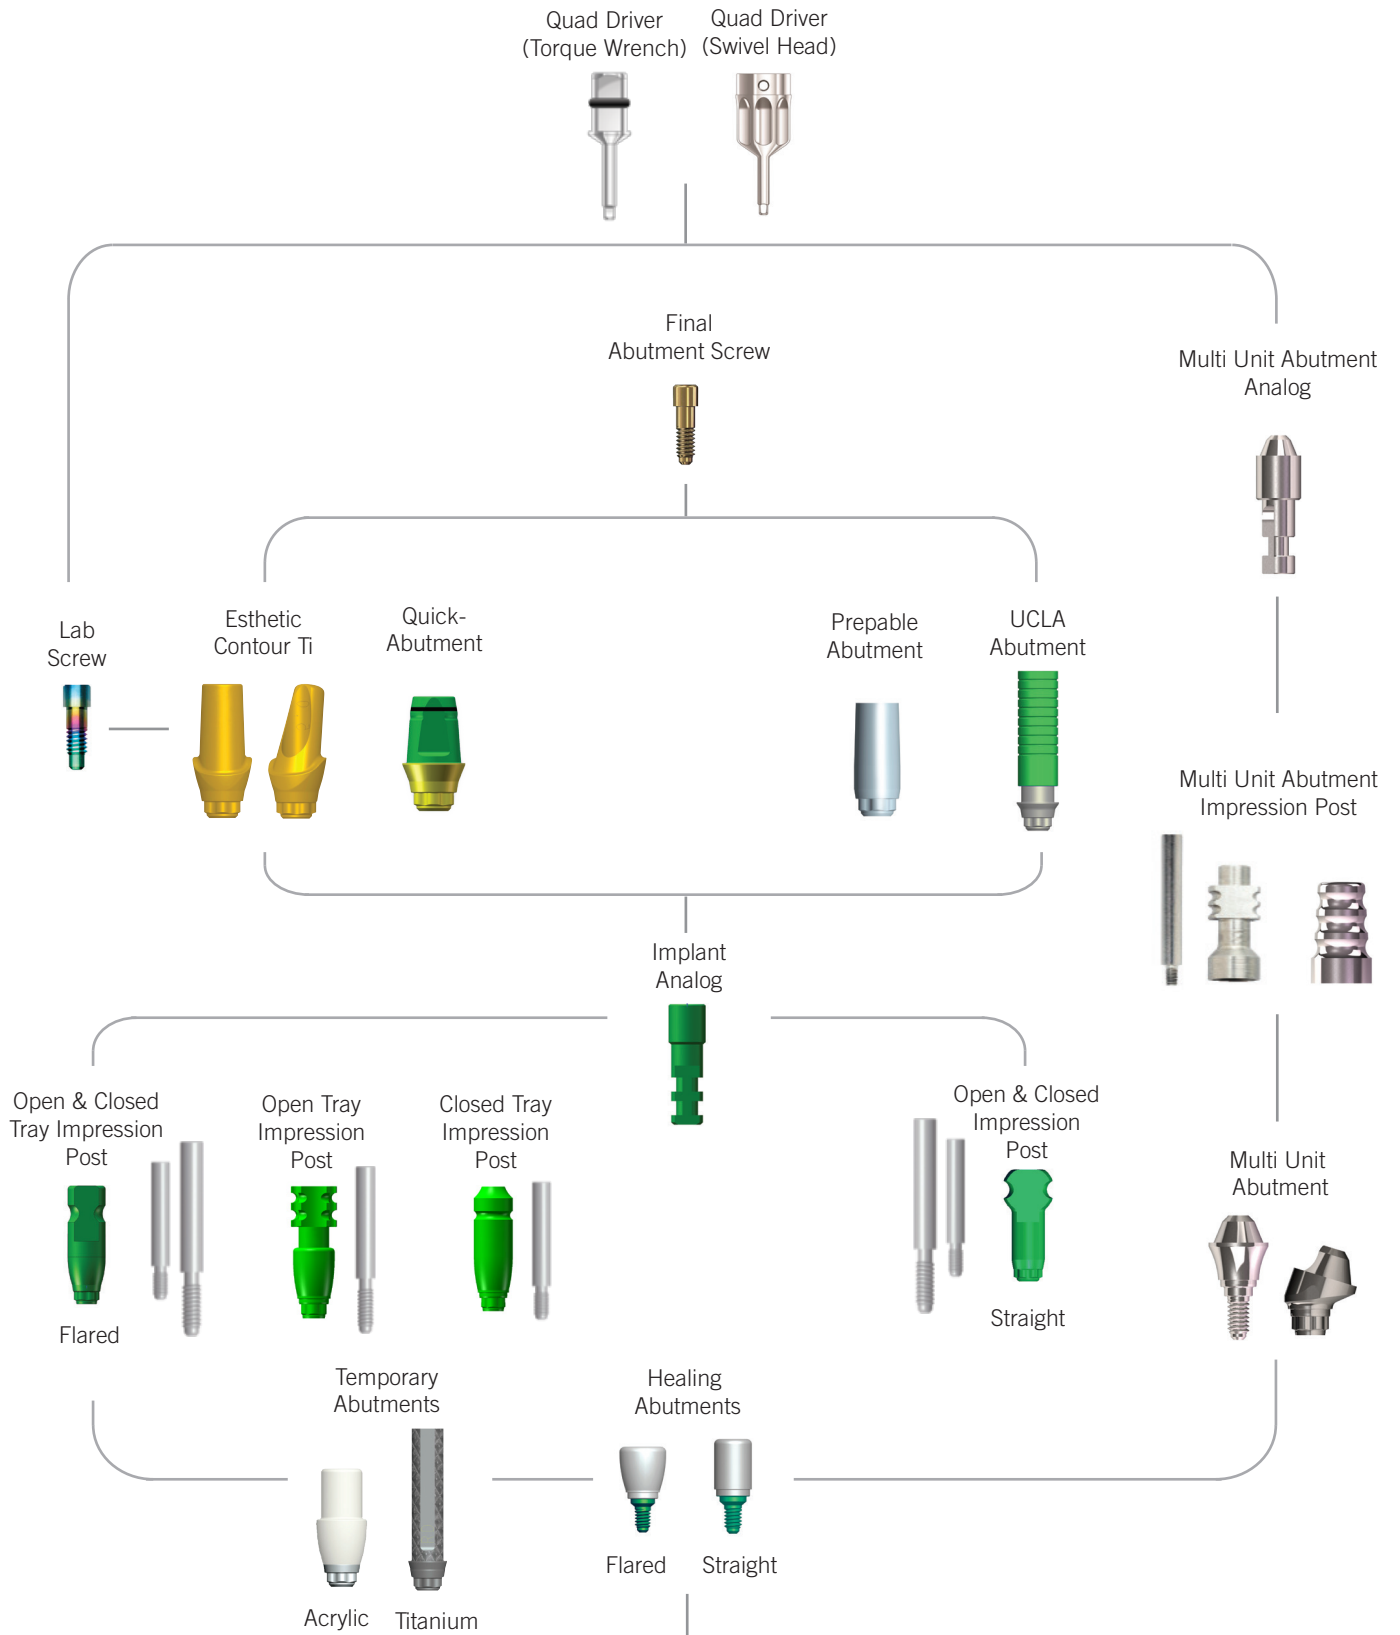 Quad Driver
(Torque Wrench)
Quad Driver
(Swivel Head)
Final
Abutment Screw
Multi Unit Abutment
Analog
Lab
Screw
Esthetic
Contour Ti
Quick-
Abutment
Prepable
Abutment
UCLA
Abutment
Multi Unit Abutment
Impression Post
Implant
Analog
Open & Closed
Tray Impression
Post
Flared
Open Tray
Impression
Post
Closed Tray
Impression
Post
Open & Closed
Impression
Post
Straight
Multi Unit
Abutment
Temporary
Abutments
Acrylic
Titanium
Healing
Abutments
Flared
Straight